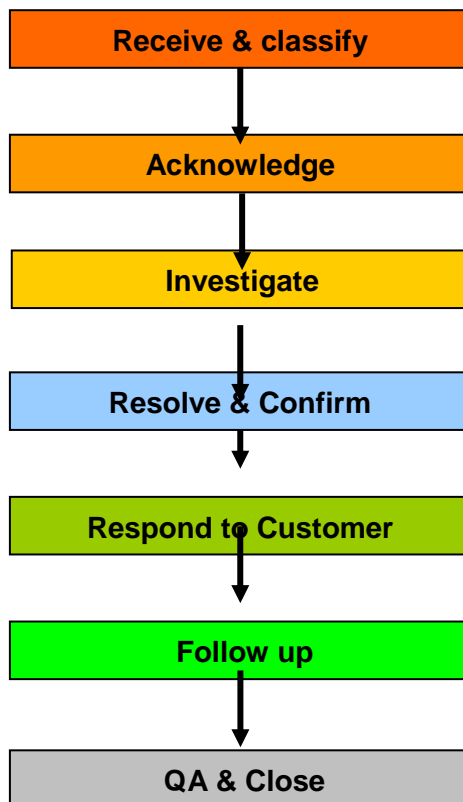 Receive & classify
Acknowledge
Investigate
Resolve & Confirm
Respond to Customer
Follow up
QA & Close